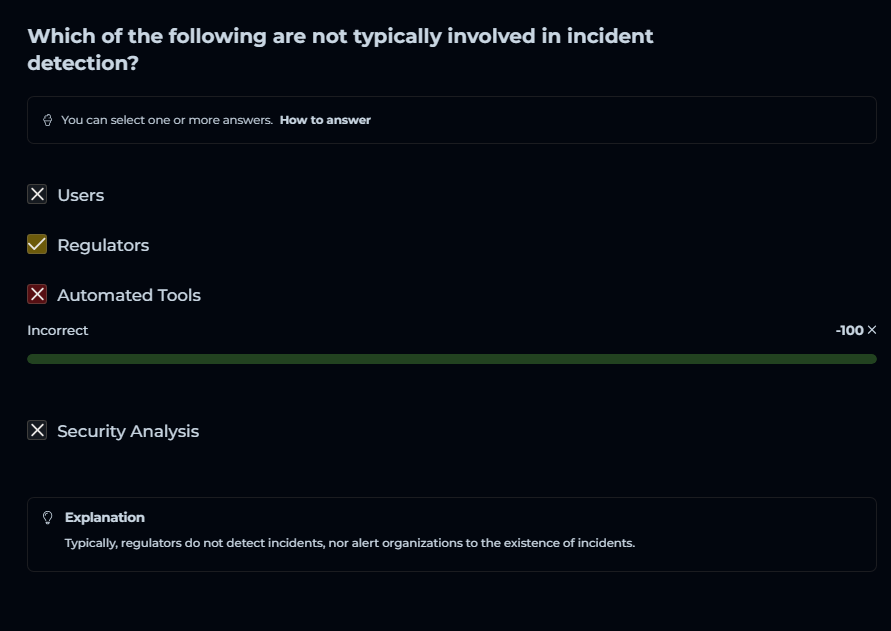 Which of the following are not typically involved in incident
detection?
You can select one or more answers. How to answer
Users
Regulators
Automated Tools
Incorrect -100
Security Analysis
Explanation
Typically, regulators do not detect incidents, nor alert organizations to the existence of incidents.